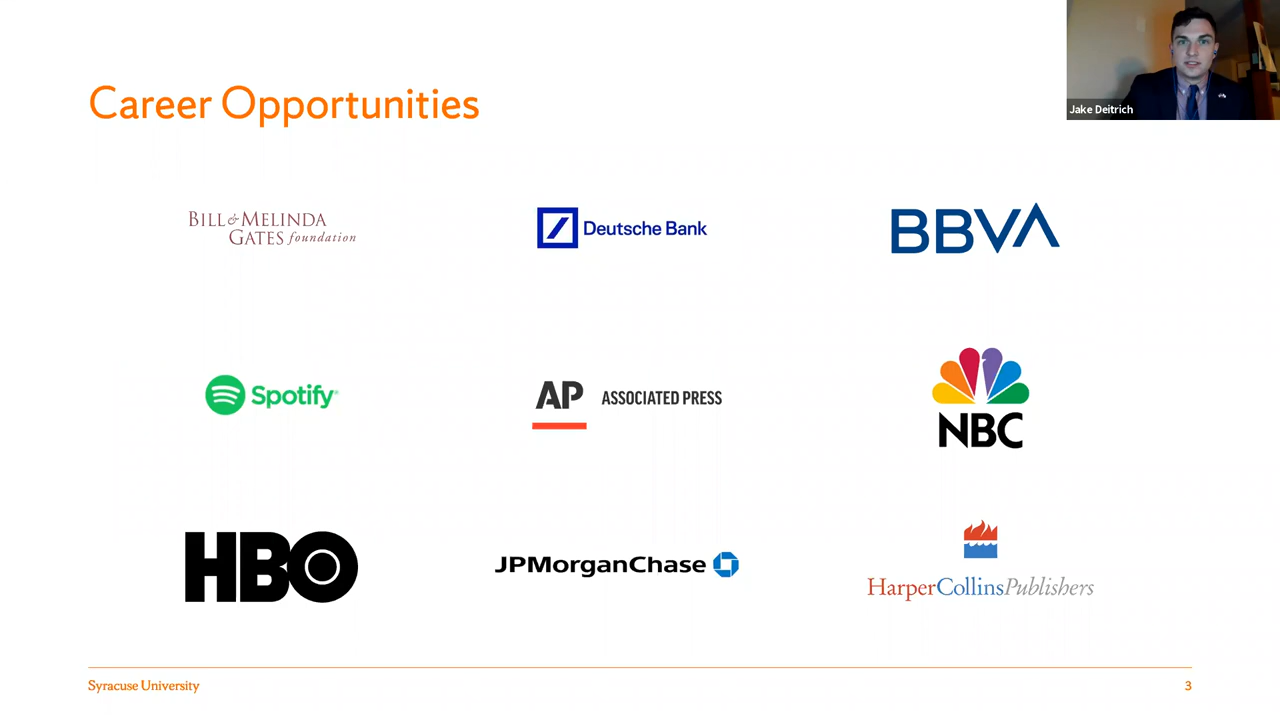 Jake Deitrich
Career Opportunities
BILL & MELINDA
GATES foundation
Deutsche Bank
BBVA
Spotify®
AP ASSOCIATED PRESS
NBC
HBO
JPMorganChase
HarperCollinsPublishers
Syracuse University
3